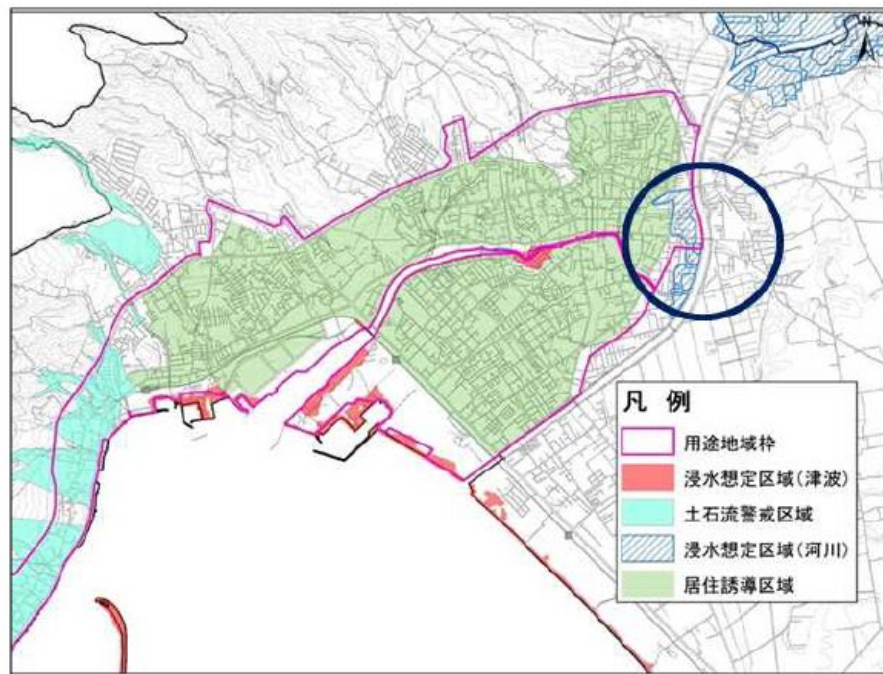 N
凡 例
用途地域枠
浸水想定区域(津波)
土石流警戒区域
浸水想定区域(河川)
居住誘導区域